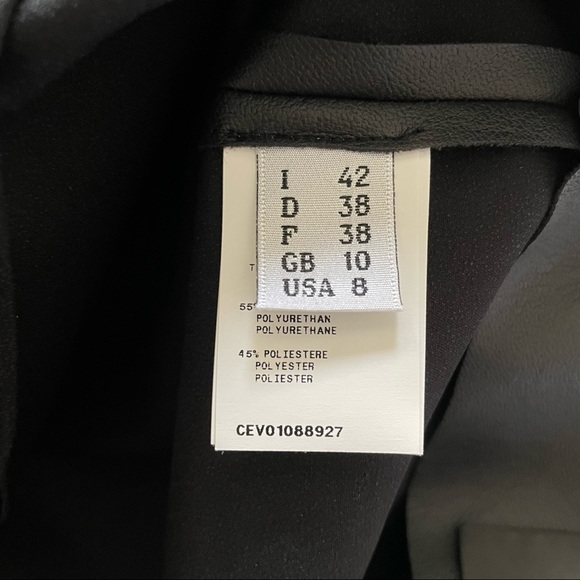 I 42
D 38
F 38
GB 10
USA 8
T
55
POLYURETHAN
POLYURETHANE
45% POLIESTERE
POLYESTER
POLIESTER
CEV01088927